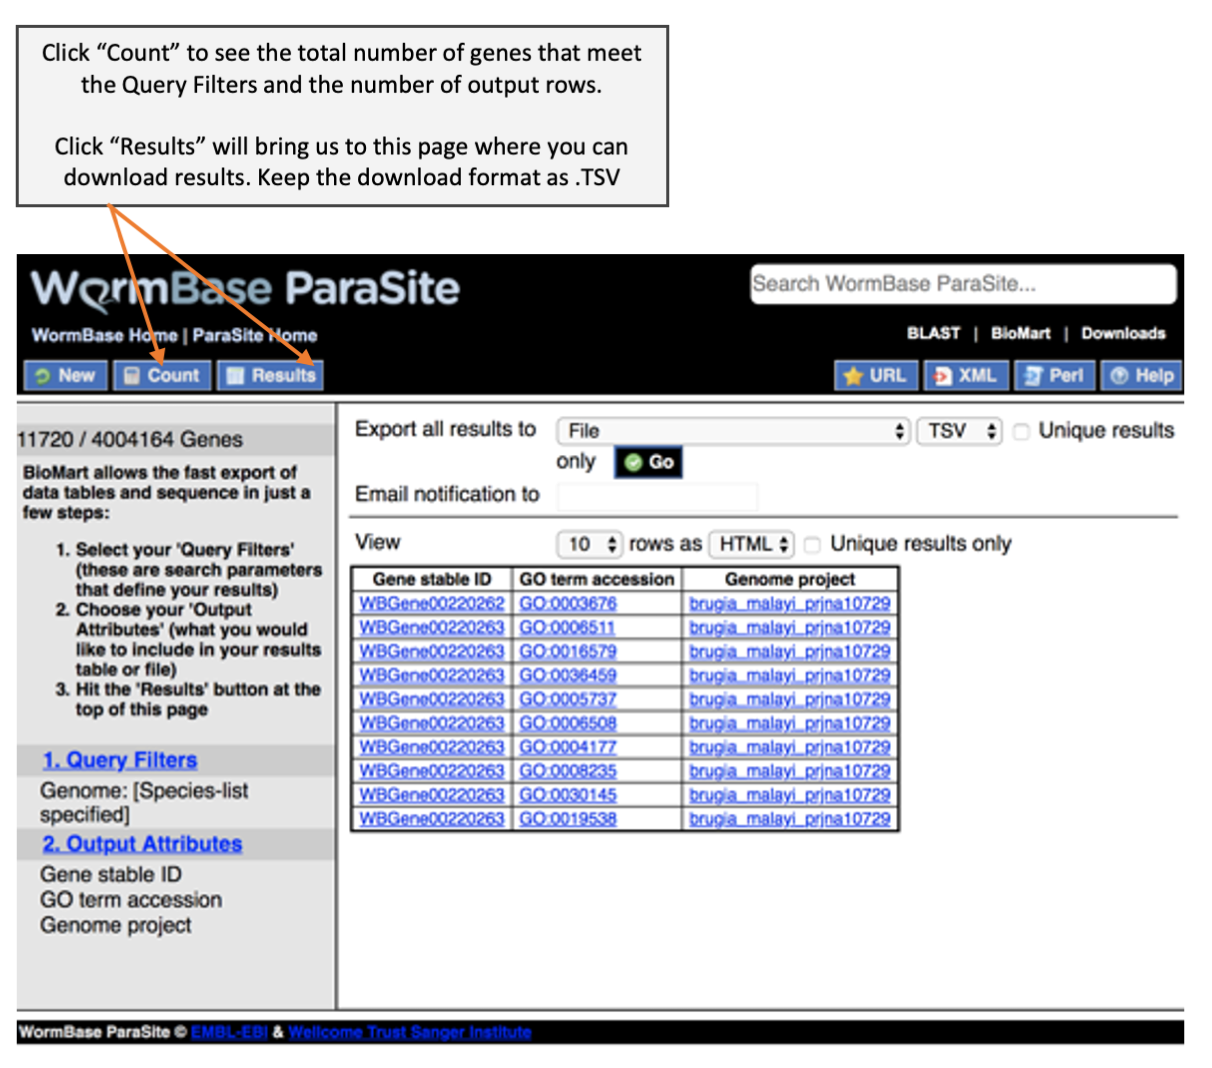 Click “Count” to see the total number of genes that meet
the Query Filters and the number of output rows.
Click “Results” will bring us to this page where you can
download results. Keep the download format as .TSV
WormBase ParaSite
Search WormBase ParaSite...
WormBase Home | ParaSite Home
BLAST | BioMart | Downloads
New Count Results
URL XML Perl Help
11720 / 4004164 Genes
BioMart allows the fast export of
data tables and sequence in just a
few steps:
1. Select your 'Query Filters'
(these are search parameters
that define your results)
2. Choose your 'Output
Attributes' (what you would
like to include in your results
table or file)
3. Hit the 'Results' button at the
top of this page
1. Query Filters
Genome: [Species-list
specified]
2. Output Attributes
Gene stable ID
GO term accession
Genome project
Export all results to File TSV Unique results
only Go
Email notification to
View 10 rows as HTML Unique results only
Gene stable ID GO term accession Genome project
WBGene00220262 GO:0003676 brugia_malayi_prjna10729
WBGene00220263 GO:0006511 brugia_malayi_prjna10729
WBGene00220263 GO:0016579 brugia_malayi_prjna10729
WBGene00220263 GO:0036459 brugia_malayi_prjna10729
WBGene00220263 GO:0005737 brugia_malayi_prjna10729
WBGene00220263 GO:0006508 brugia_malayi_prjna10729
WBGene00220263 GO:0004177 brugia_malayi_prjna10729
WBGene00220263 GO:0008235 brugia_malayi_prjna10729
WBGene00220263 GO:0030145 brugia_malayi_prjna10729
WBGene00220263 GO:0019538 brugia_malayi_prjna10729
WormBase ParaSite © EMBL-EBI & Wellcome Trust Sanger Institute